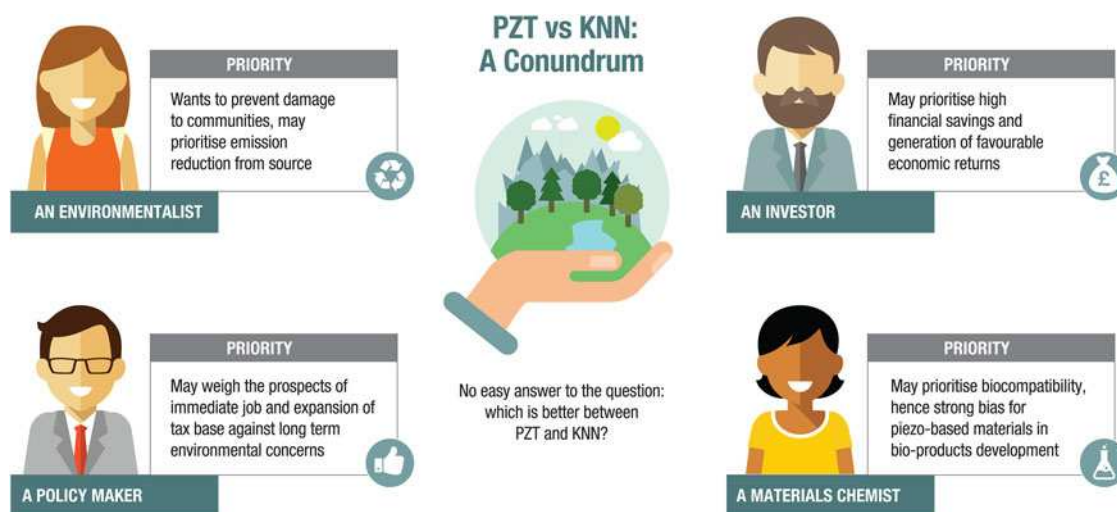 PZT vs KNN:
A Conundrum
PRIORITY
Wants to prevent damage
to communities, may
prioritise emission
reduction from source
AN ENVIRONMENTALIST
PRIORITY
May prioritise high
financial savings and
generation of favourable
economic returns
£
AN INVESTOR
PRIORITY
May weigh the prospects of
immediate job and expansion of
tax base against long term
environmental concerns
A POLICY MAKER
No easy answer to the question:
which is better between
PZT and KNN?
PRIORITY
May prioritise biocompatibility,
hence strong bias for
piezo-based materials in
bio-products development
A MATERIALS CHEMIST